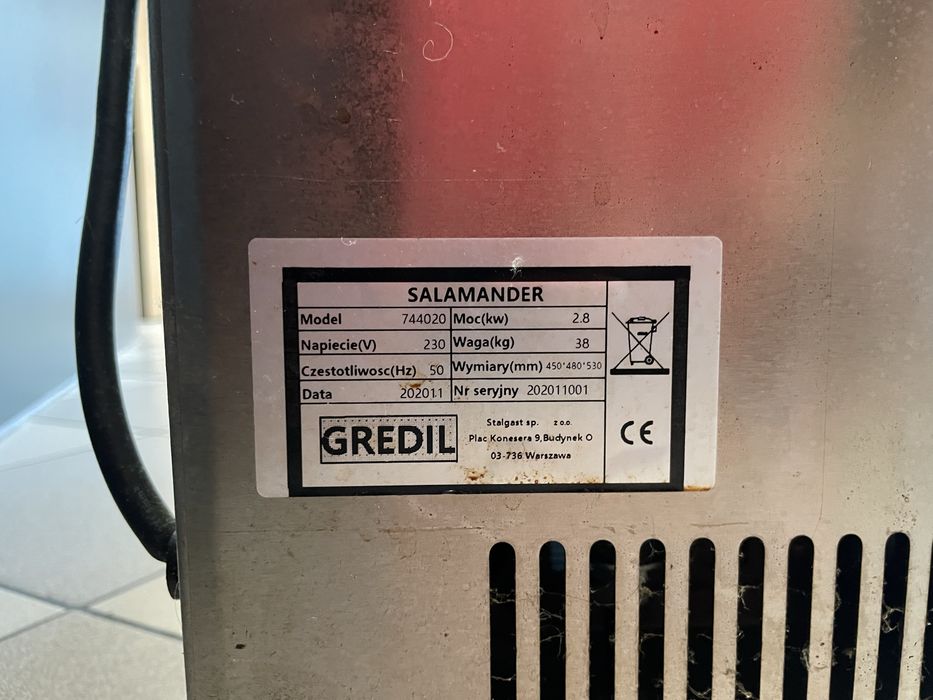 SALAMANDER
Model 744020 Moc(kw) 2.8
Napiecie(V) 230 Waga(kg) 38
Czestotliwosc(Hz) 50 Wymiary(mm) 450*480*530
Data 202011 Nr seryjny 202011001
GREDIL
Stalgast sp. z o.o.
Plac Konesera 9,Budynek O
03-736 Warszawa
CE